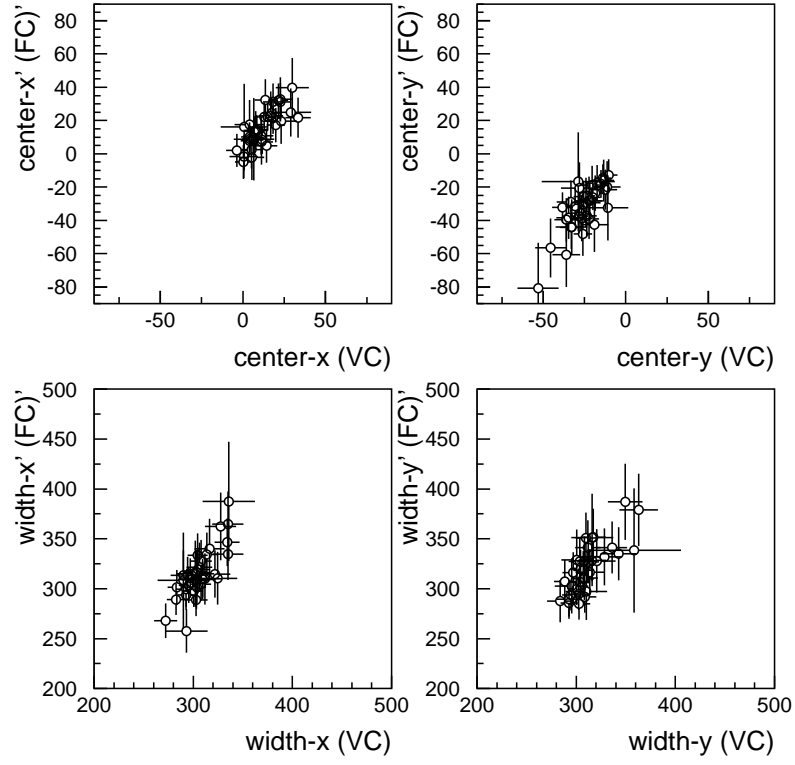 center-x' (FC)'
80
60
40
20
0
-20
-40
-60
-80
-50 0 50
center-x (VC)
center-y' (FC)'
80
60
40
20
0
-20
-40
-60
-80
-50 0 50
center-y (VC)
width-x' (FC)'
500
450
400
350
300
250
200
200 300 400 500
width-x (VC)
width-y' (FC)'
500
450
400
350
300
250
200
200 300 400 500
width-y (VC)